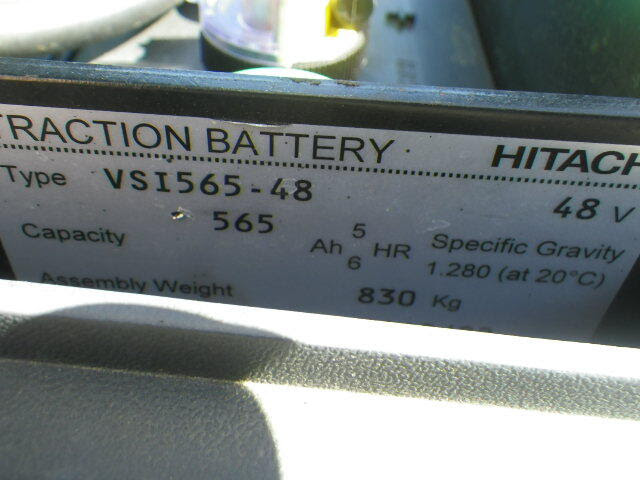 TRACTION BATTERY HITACH
Type VSI565-48 48 V
Capacity 565 Ah 5 HR Specific Gravity
6 1.280 (at 20°C)
Assembly Weight 830 Kg